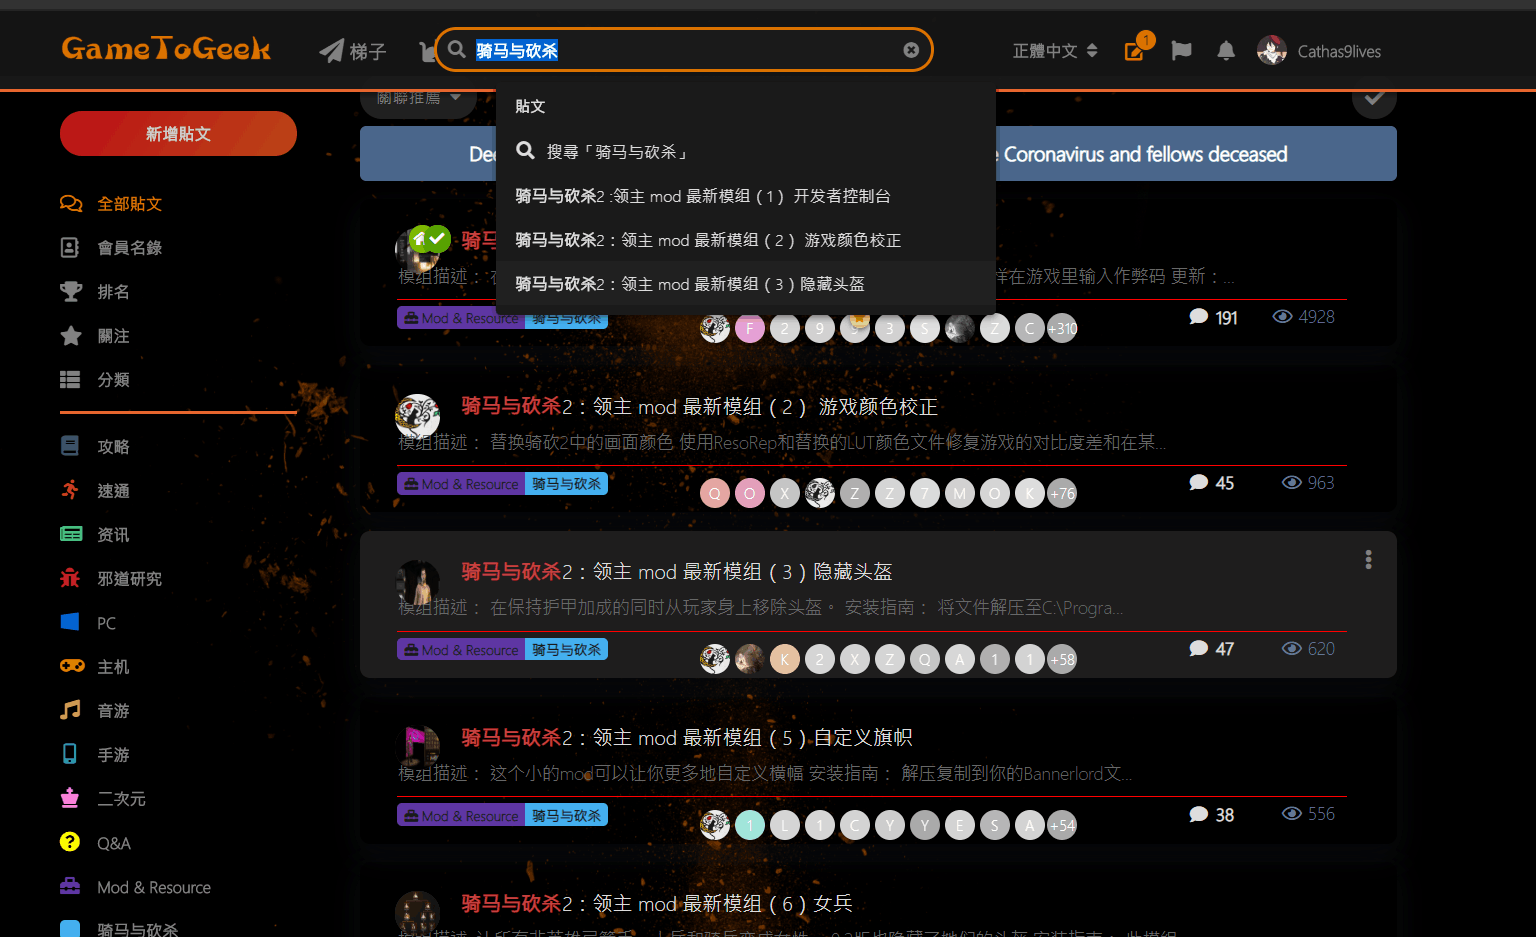 GameToGeek
梯子
骑马与砍杀
正體中文
1
Cathas9lives
關聯推薦
貼文
新增貼文
搜尋「骑马与砍杀」
Coronavirus and fellows deceased
骑马与砍杀2 :领主 mod 最新模组（1） 开发者控制台
骑马与砍杀2：领主 mod 最新模组（2） 游戏颜色校正
骑马与砍杀2：领主 mod 最新模组（3）隐藏头盔
全部貼文
會員名錄
排名
關注
分類
模组描述：
样在游戏里输入作弊码 更新：...
Mod & Resource 骑马与砍杀
F 2 9 3 S Z C +310
191
4928
骑马与砍杀2：领主 mod 最新模组（2） 游戏颜色校正
模组描述： 替换骑砍2中的画面颜色 使用ResoRep和替换的LUT颜色文件修复游戏的对比度差和在某...
Mod & Resource 骑马与砍杀
Q O X Z Z 7 M O K +76
45
963
攻略
速通
资讯
邪道研究
PC
主机
音游
手游
二次元
Q&A
Mod & Resource
骑马与砍杀
骑马与砍杀2：领主 mod 最新模组（3）隐藏头盔
模组描述： 在保持护甲加成的同时从玩家身上移除头盔。 安装指南： 将文件解压至C:\Progra...
Mod & Resource 骑马与砍杀
K 2 X Z Q A 1 1 +58
47
620
骑马与砍杀2：领主 mod 最新模组（5）自定义旗帜
模组描述： 这个小的mod可以让你更多地自定义横幅 安装指南： 解压复制到你的Bannerlord文...
Mod & Resource 骑马与砍杀
1 L 1 C Y Y E S A +54
38
556
骑马与砍杀2：领主 mod 最新模组（6）女兵